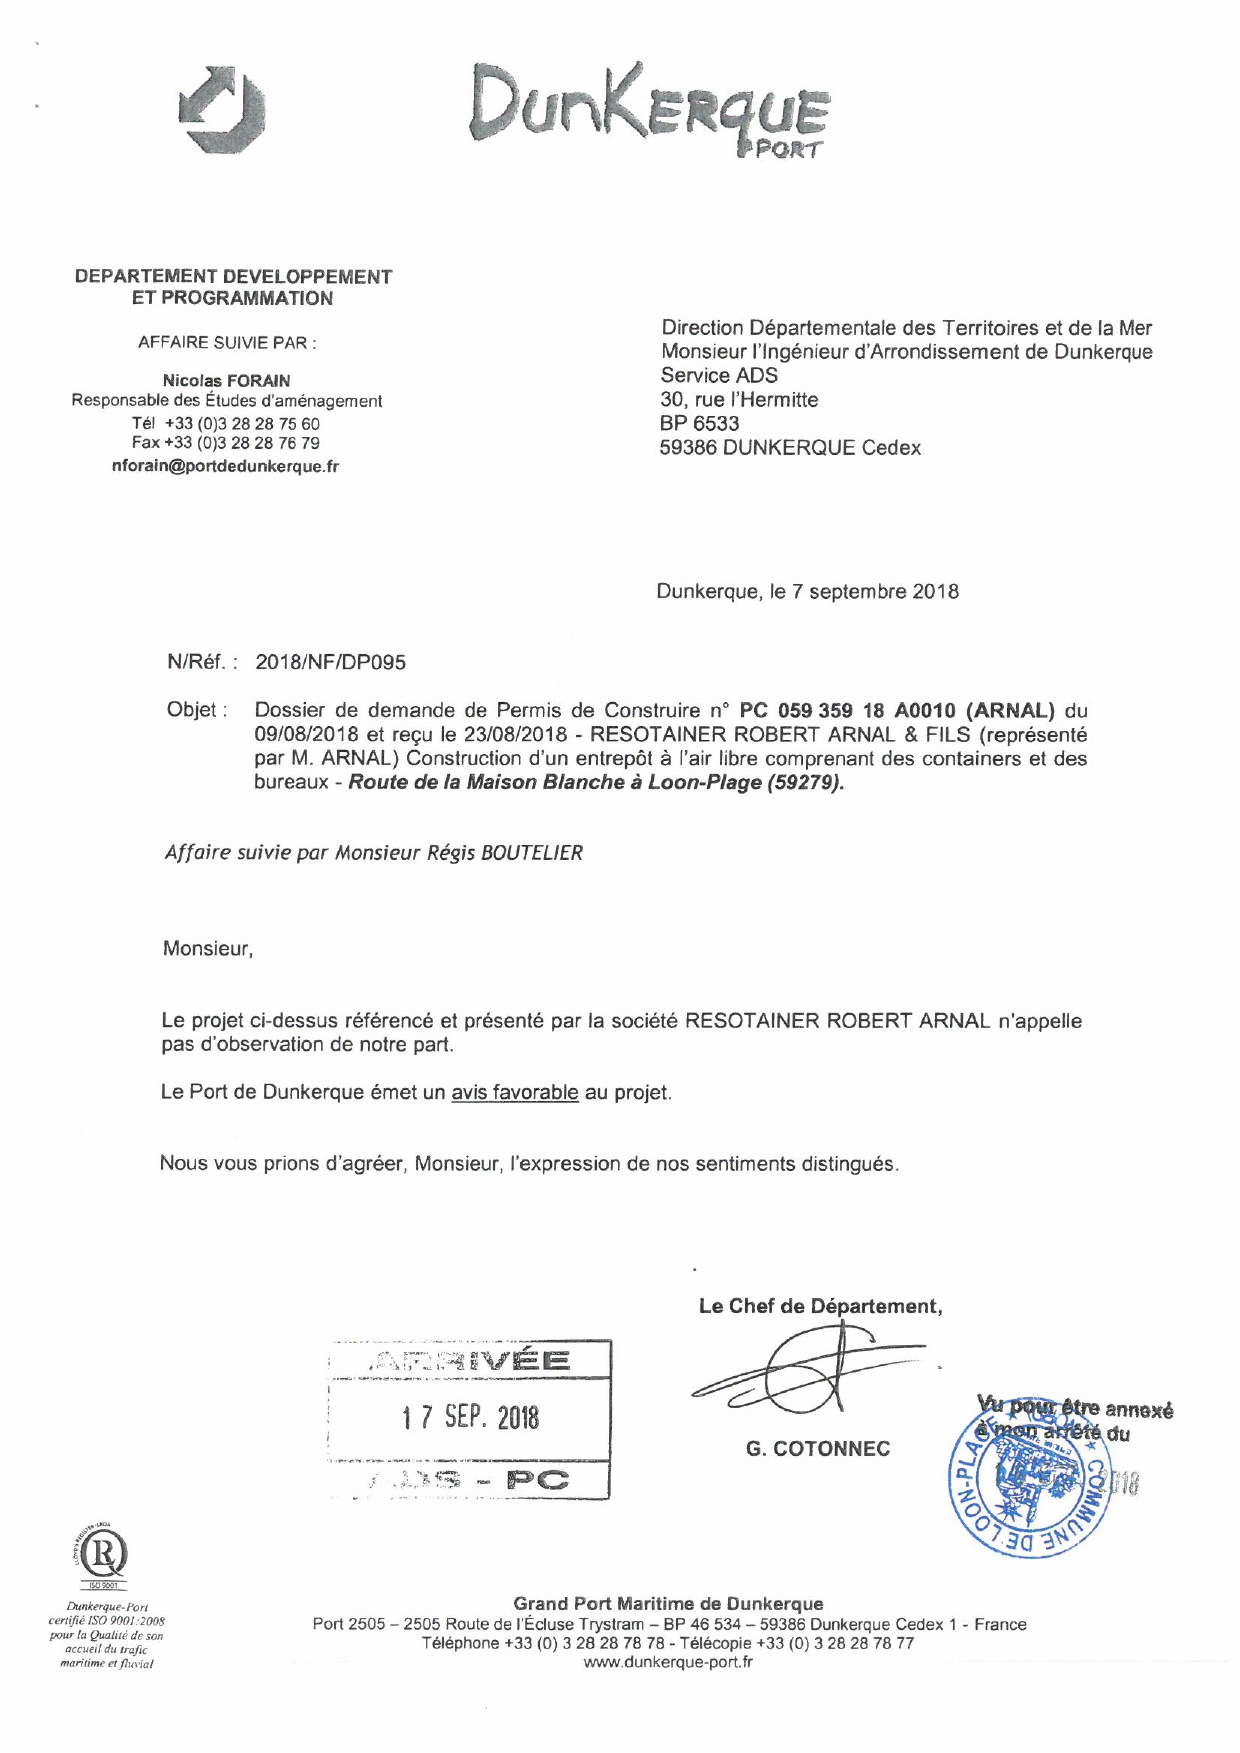 DunKERQUE
PORT
DEPARTEMENT DEVELOPPEMENT
ET PROGRAMMATION
AFFAIRE SUIVIE PAR :
Nicolas FORAIN
Responsable des Études d'aménagement
Tél +33 (0)3 28 28 75 60
Fax +33 (0)3 28 28 76 79
nforain@portdedunkerque.fr
Direction Départementale des Territoires et de la Mer
Monsieur l'Ingénieur d'Arrondissement de Dunkerque
Service ADS
30, rue l'Hermitte
BP 6533
59386 DUNKERQUE Cedex
Dunkerque, le 7 septembre 2018
N/Réf. : 2018/NF/DP095
Objet : Dossier de demande de Permis de Construire n° PC 059 359 18 A0010 (ARNAL) du
09/08/2018 et reçu le 23/08/2018 - RESOTAINER ROBERT ARNAL & FILS (représenté
par M. ARNAL) Construction d'un entrepôt à l'air libre comprenant des containers et des
bureaux - Route de la Maison Blanche à Loon-Plage (59279).
Affaire suivie par Monsieur Régis BOUTELIER
Monsieur,
Le projet ci-dessus référencé et présenté par la société RESOTAINER ROBERT ARNAL n'appelle
pas d'observation de notre part.
Le Port de Dunkerque émet un avis favorable au projet.
Nous vous prions d'agréer, Monsieur, l'expression de nos sentiments distingués.
Le Chef de Département,
G. COTONNEC
ARRIVÉE
17 SEP. 2018
ADS - PC
Vu pour être annexé
à mon arrêté du
2018
COMMUNE DE LOON-PLAGE
R
ISO 9001
Dunkerque-Port
certifié ISO 9001:2008
pour la Qualité de son
accueil du trafic
maritime et fluvial
Grand Port Maritime de Dunkerque
Port 2505 – 2505 Route de l'Écluse Trystram – BP 46 534 – 59386 Dunkerque Cedex 1 - France
Téléphone +33 (0) 3 28 28 78 78 - Télécopie +33 (0) 3 28 28 78 77
www.dunkerque-port.fr